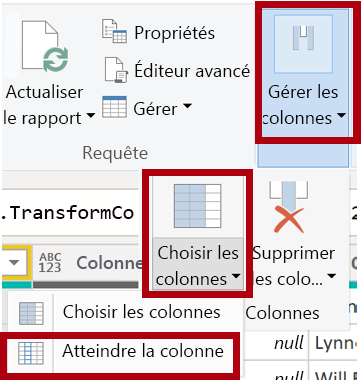 Propriétés
Éditeur avancé
Gérer
Actualiser
le rapport
Requête
Gérer les
colonnes
.TransformCo
ABC
123
Colonne
Choisir les
colonnes
Supprimer
les colo...
2
Choisir les colonnes
Colonnes
Atteindre la colonne
null
Lynn
null
Will